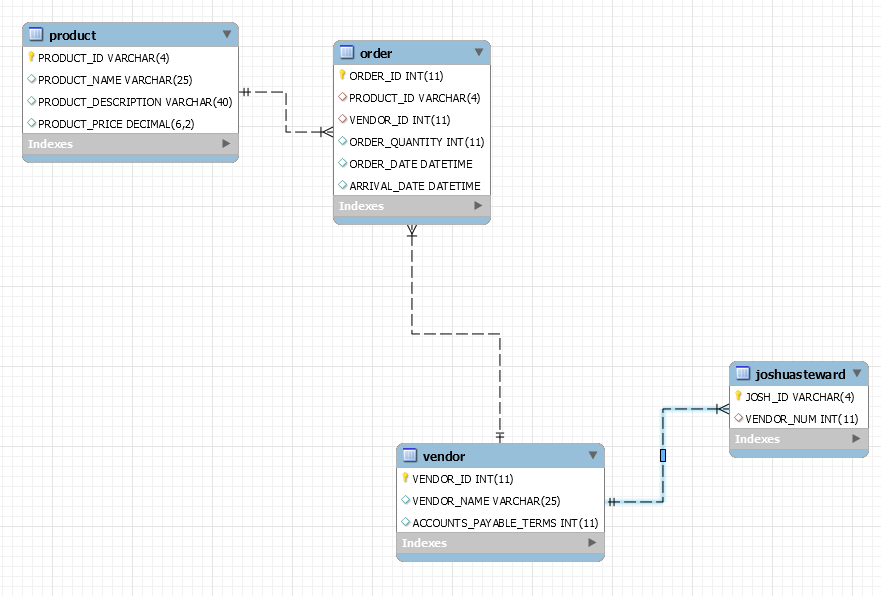 product
PRODUCT_ID VARCHAR(4)
PRODUCT_NAME VARCHAR(25)
PRODUCT_DESCRIPTION VARCHAR(40)
PRODUCT_PRICE DECIMAL(6,2)
Indexes
order
ORDER_ID INT(11)
PRODUCT_ID VARCHAR(4)
VENDOR_ID INT(11)
ORDER_QUANTITY INT(11)
ORDER_DATE DATETIME
ARRIVAL_DATE DATETIME
Indexes
joshuasteward
JOSH_ID VARCHAR(4)
VENDOR_NUM INT(11)
Indexes
vendor
VENDOR_ID INT(11)
VENDOR_NAME VARCHAR(25)
ACCOUNTS_PAYABLE_TERMS INT(11)
Indexes